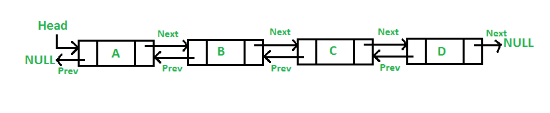 Head
Next Next Next Next
A B C D
NULL NULL
Prev Prev Prev Prev